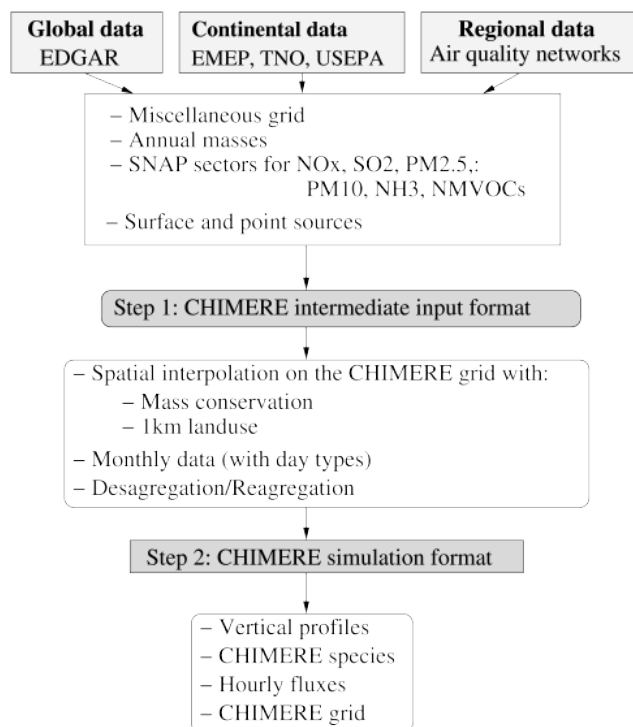 Global data
EDGAR
Continental data
EMEP, TNO, USEPA
Regional data
Air quality networks
– Miscellaneous grid
– Annual masses
– SNAP sectors for NOx, SO2, PM2.5,:
PM10, NH3, NMVOCs
– Surface and point sources
Step 1: CHIMERE intermediate input format
– Spatial interpolation on the CHIMERE grid with:
– Mass conservation
– 1km landuse
– Monthly data (with day types)
– Desagregation/Reagregation
Step 2: CHIMERE simulation format
– Vertical profiles
– CHIMERE species
– Hourly fluxes
– CHIMERE grid